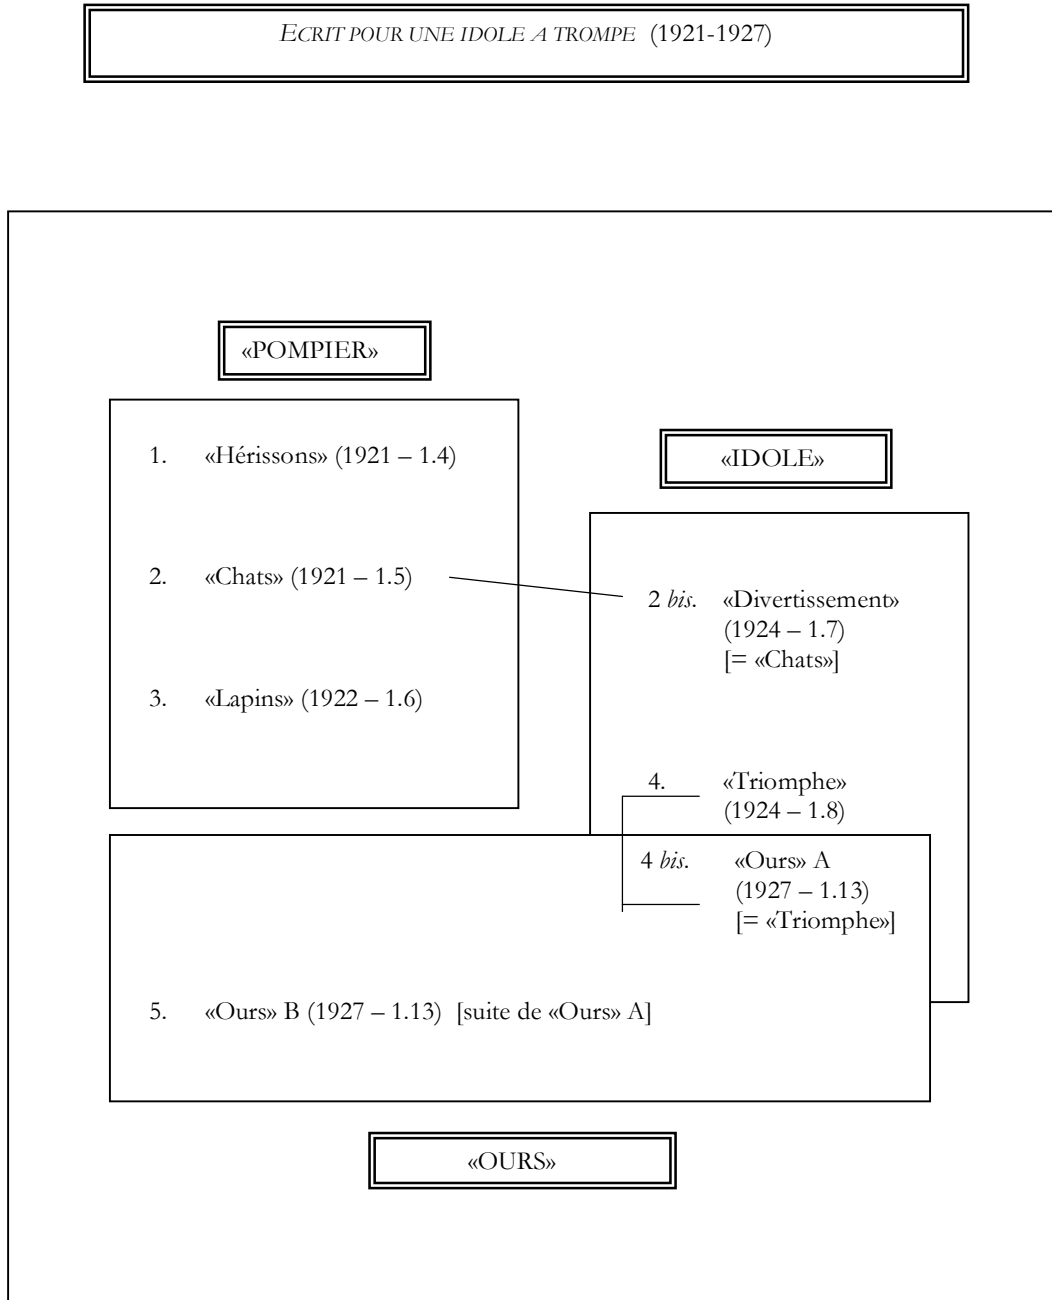 ECRIT POUR UNE IDOLE A TROMPE (1921-1927)
«POMPIER»
1. «Hérissons» (1921 – 1.4)
2. «Chats» (1921 – 1.5)
3. «Lapins» (1922 – 1.6)
«IDOLE»
2 bis. «Divertissement»
(1924 – 1.7)
[= «Chats»]
4. «Triomphe»
(1924 – 1.8)
4 bis. «Ours» A
(1927 – 1.13)
[= «Triomphe»]
5. «Ours» B (1927 – 1.13) [suite de «Ours» A]
«OURS»